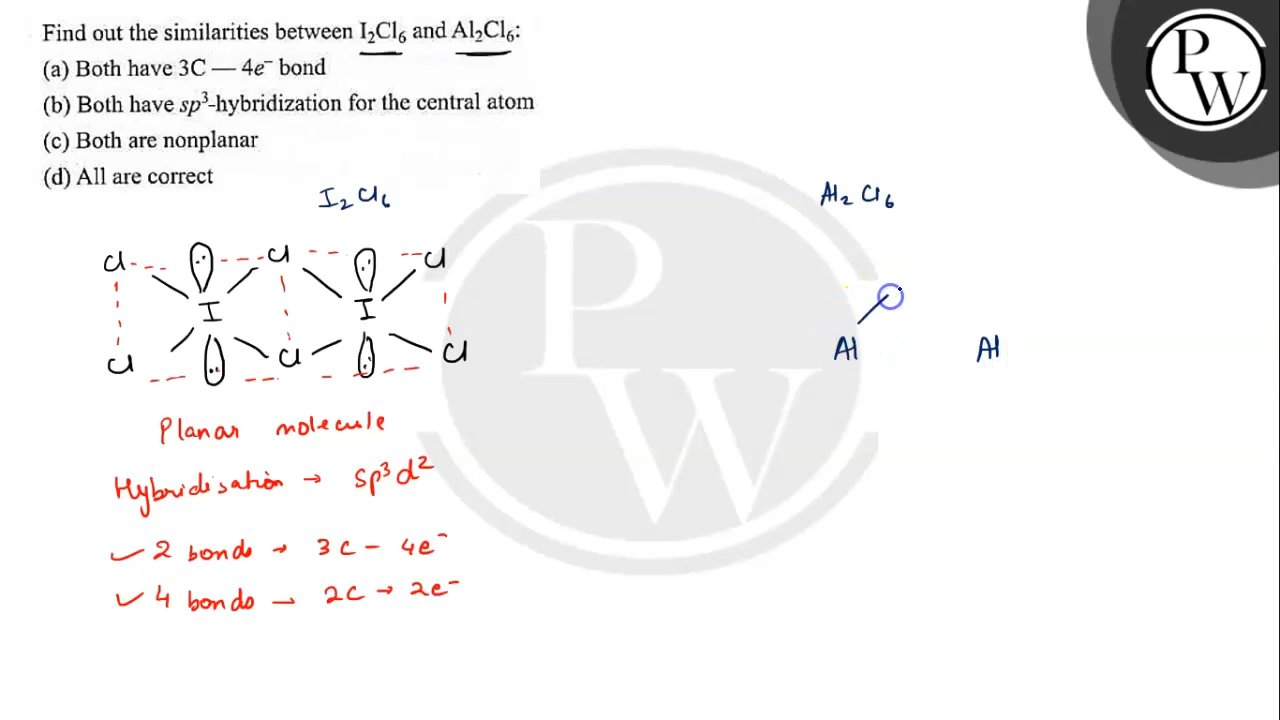 Find out the similarities between I₂Cl₆ and Al₂Cl₆:
(a) Both have 3C — 4e⁻ bond
(b) Both have sp³-hybridization for the central atom
(c) Both are nonplanar
(d) All are correct
P
W
I₂Cl₆
Al₂Cl₆
Cl Cl Cl
I I
Cl Cl Cl
Al Al
Planar molecule
Hybridisation → sp³d²
✓ 2 bonds → 3C – 4e⁻
✓ 4 bonds → 2C → 2e⁻
P
W